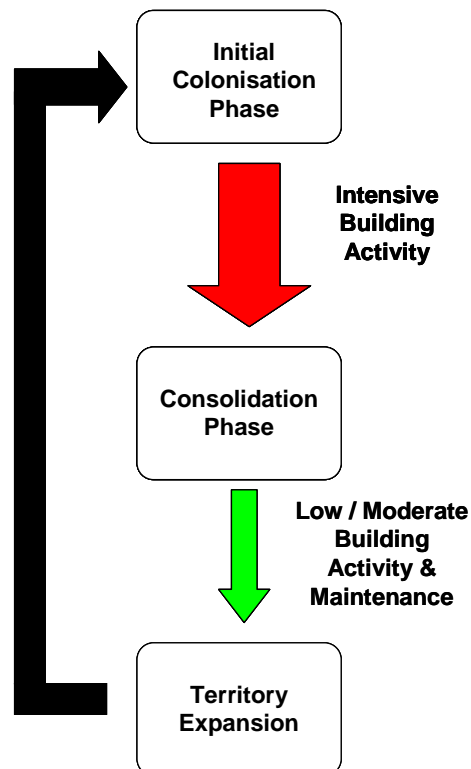 Initial
Colonisation
Phase
Intensive
Building
Activity
Consolidation
Phase
Low / Moderate
Building
Activity &
Maintenance
Territory
Expansion